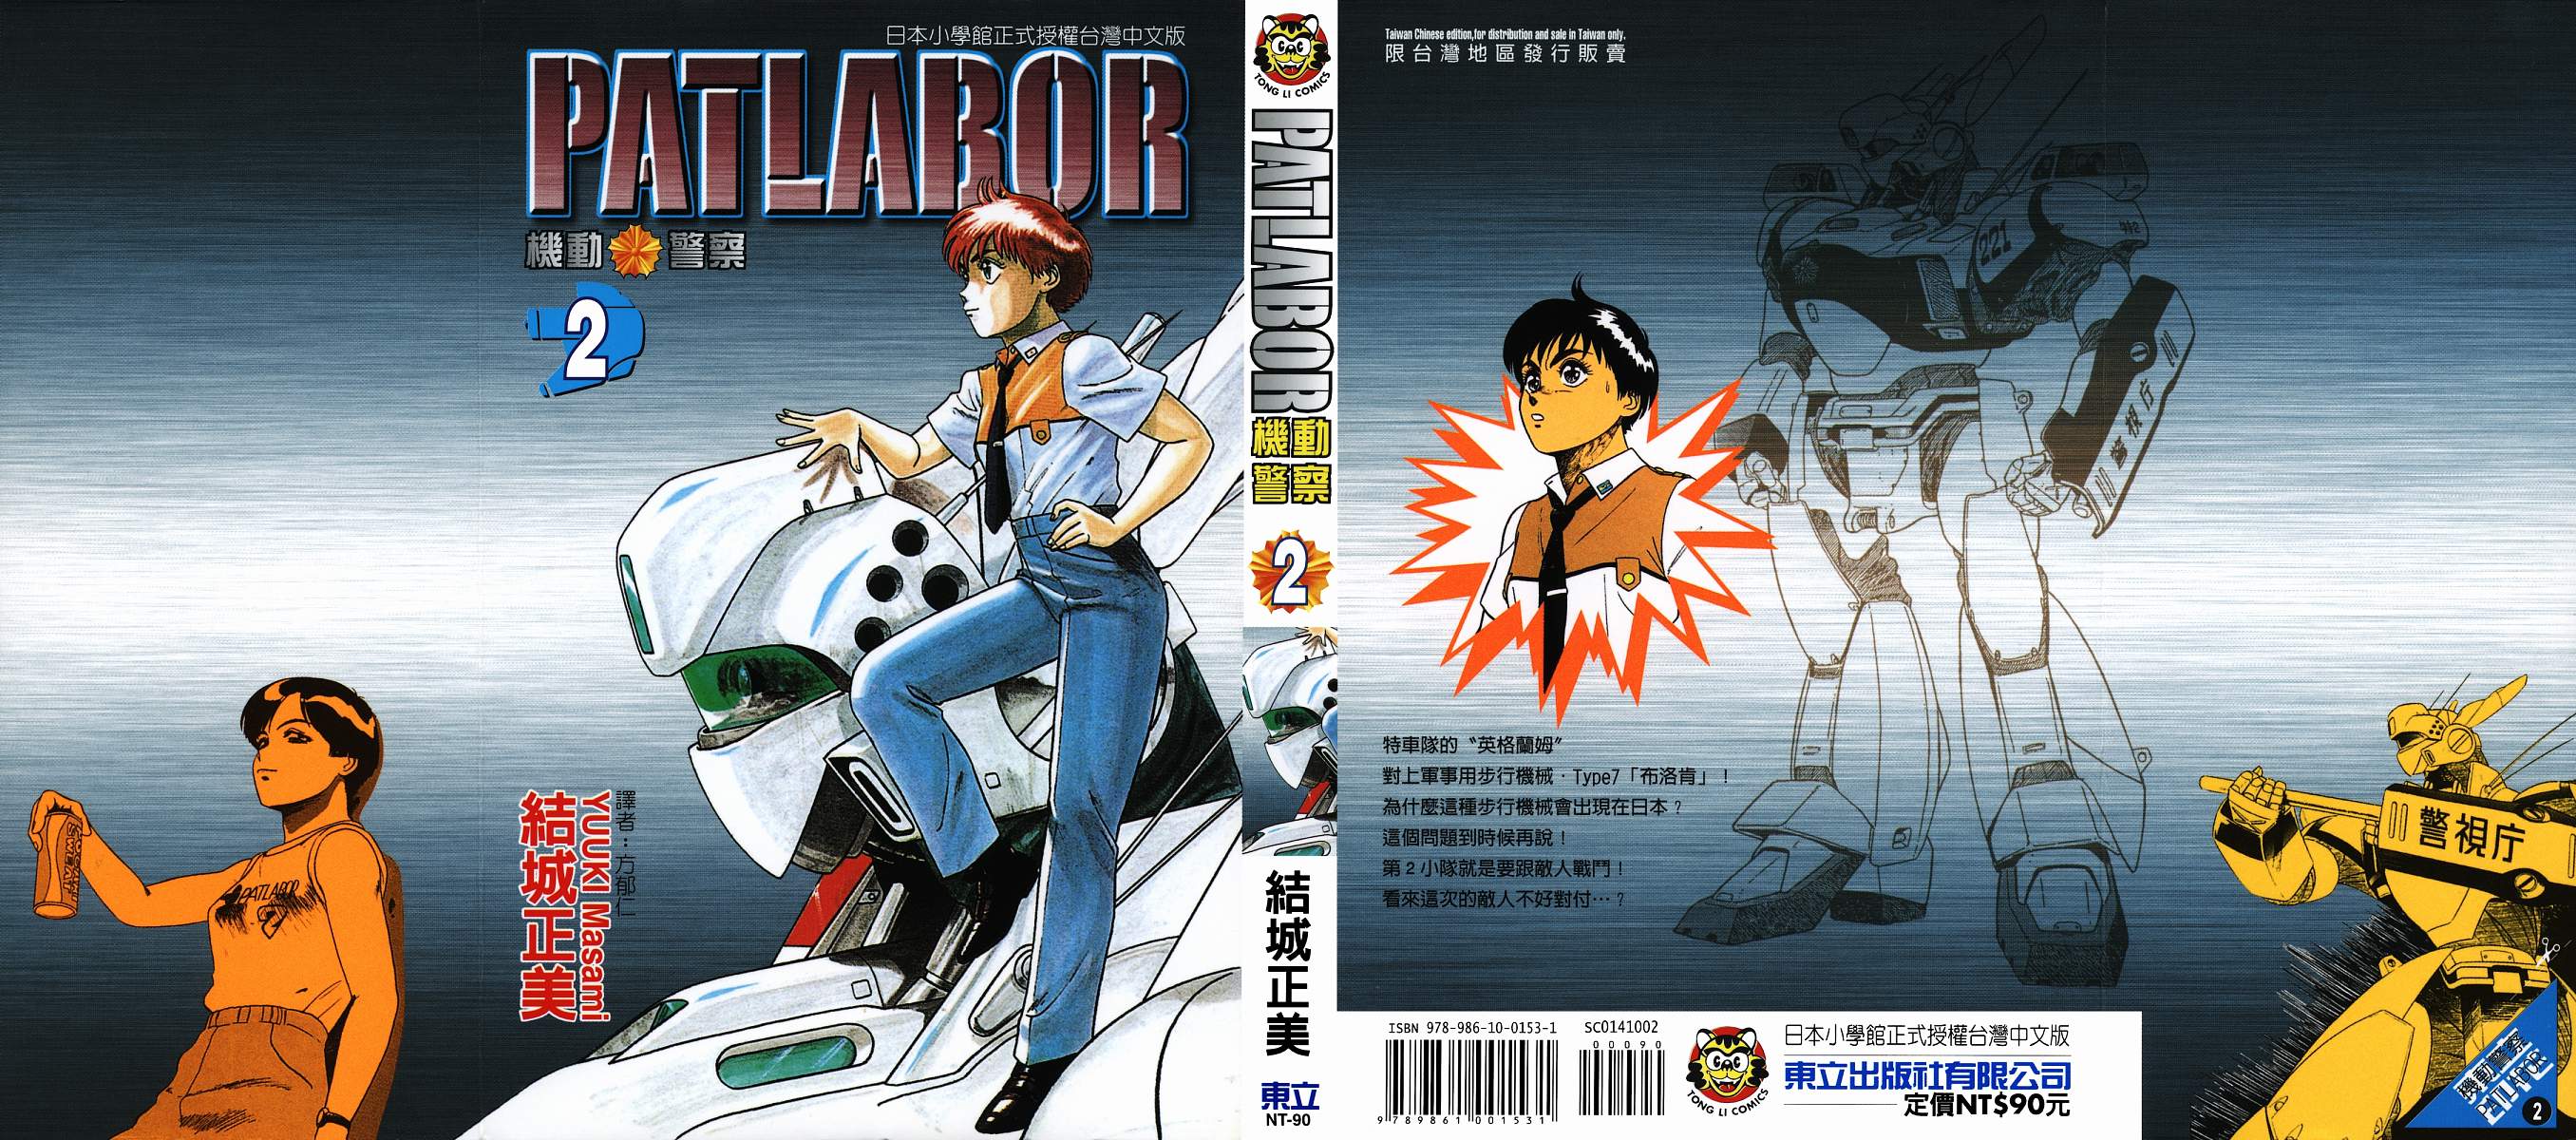 日本小學館正式授權台灣中文版
PATLABOR
機動警察
2
譯者：方郁仁
YUUKI Masami
結城正美
PATLABOR
TONG LI COMICS
PATLABOR
機動
警察
2
結城正美
東立
NT-90
Taiwan Chinese edition,for distribution and sale in Taiwan only.
限台灣地區發行販賣
221
警視庁
特車隊的〝英格蘭姆〞
對上軍事用步行機械．Type7「布洛肯」！
為什麼這種步行機械會出現在日本？
這個問題到時候再說！
第２小隊就是要跟敵人戰鬥！
看來這次的敵人不好對付…？
ISBN 978-986-10-0153-1
9 789861 001531
SC0141002
00090
TONG LI COMICS
日本小學館正式授權台灣中文版
東立出版社有限公司
定價NT$90元
警視庁
機動警察
PATLABOR
2